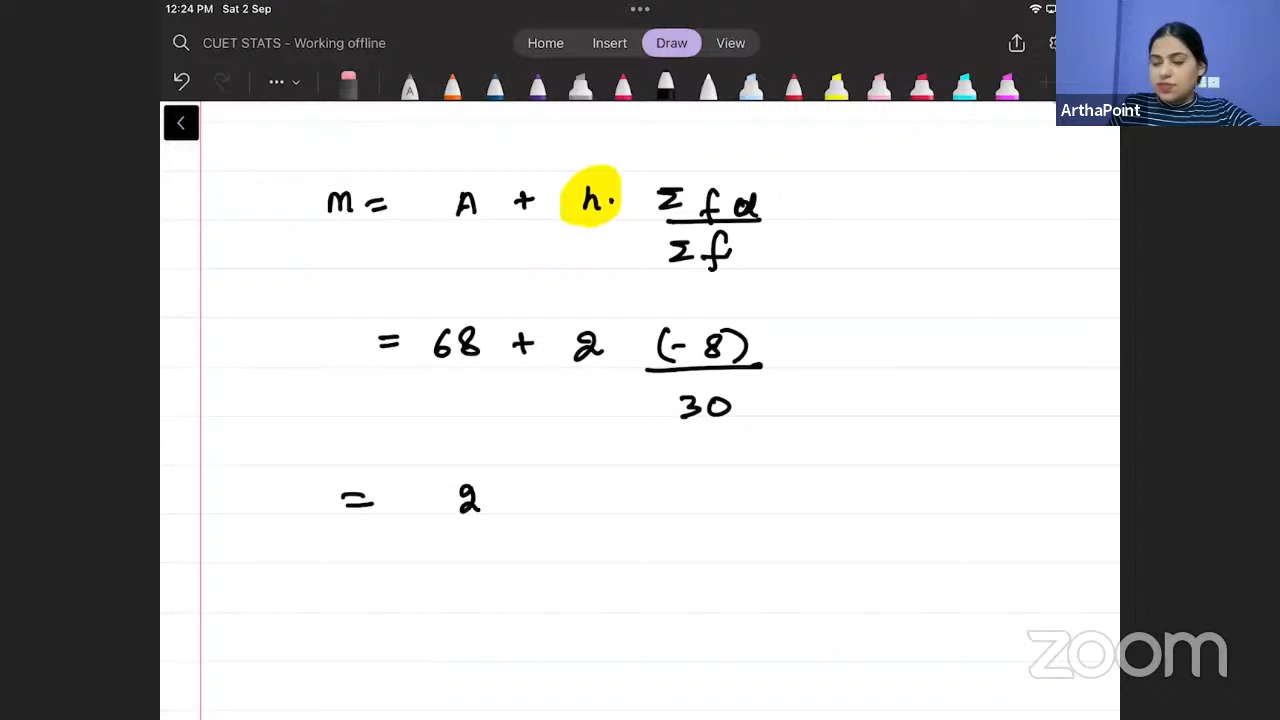 12:24 PM Sat 2 Sep
CUET STATS - Working offline
Home Insert Draw View
A
ArthaPoint
M = A + h. Σfd
Σf
= 68 + 2 (-8)
30
= 2
zoom